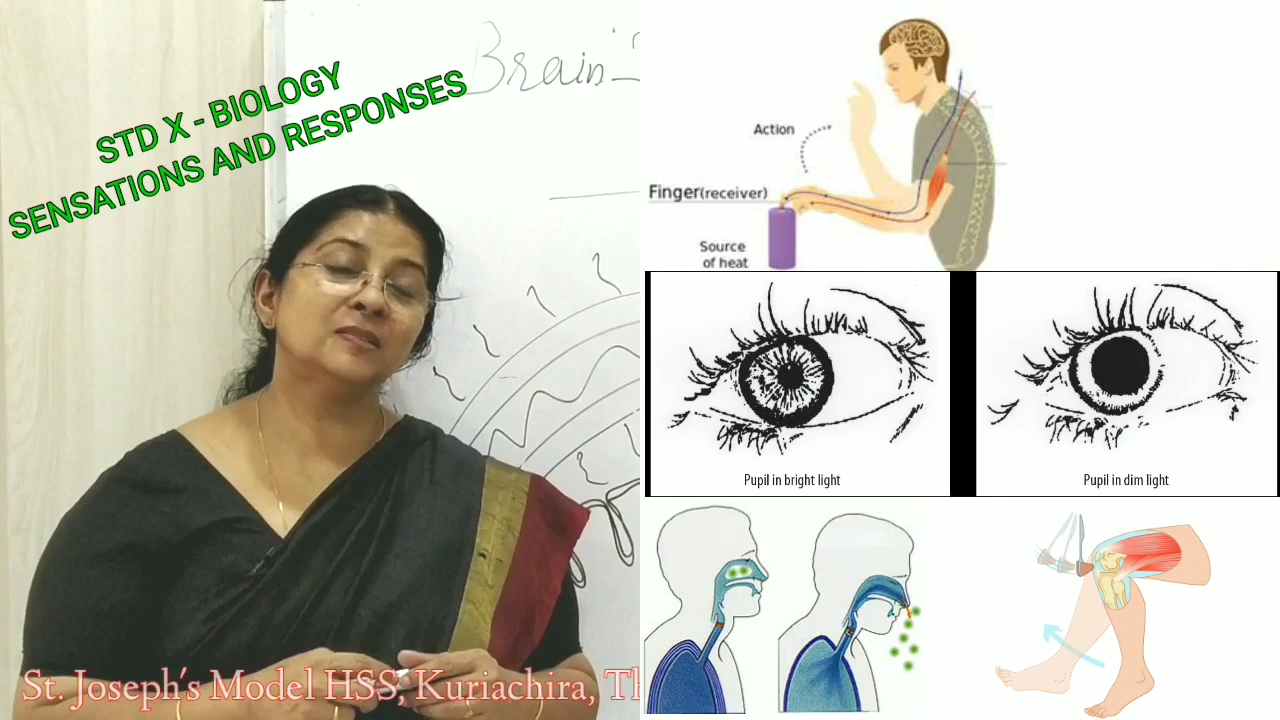 Brain
STD X - BIOLOGY
SENSATIONS AND RESPONSES
St. Joseph's Model HSS, Kuriachira,
Action
Finger(receiver)
Source
of heat
Pupil in bright light
Pupil in dim light